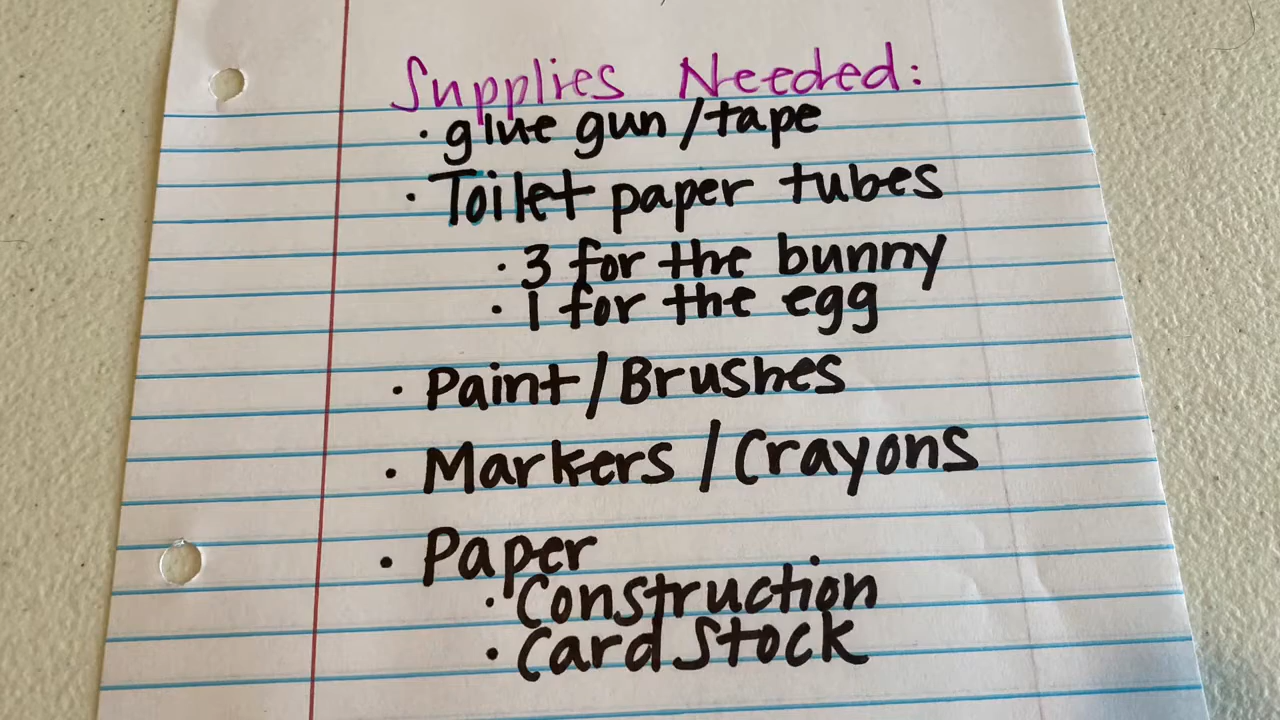 Supplies Needed:
· glue gun /tape
· Toilet paper tubes
· 3 for the bunny
· 1 for the egg
· Paint/Brushes
· Markers / Crayons
· Paper
· Construction
· Card Stock